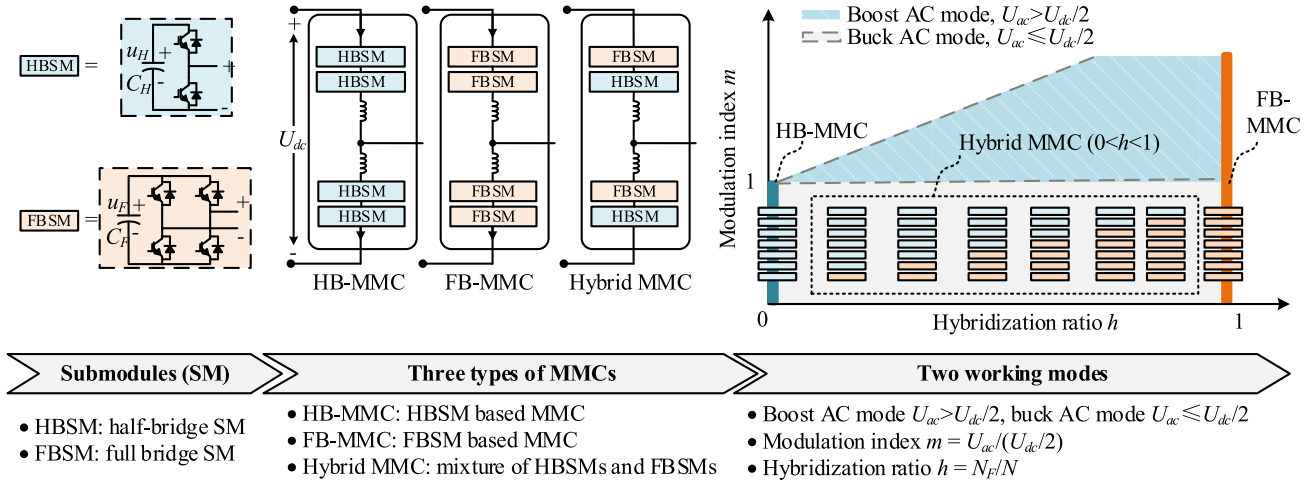 HBSM =
u_H +
C_H -
+
-
FBSM =
u_F +
C_F -
+
-
+
U_dc
-
HBSM
HBSM
HBSM
HBSM
HB-MMC
FBSM
FBSM
FBSM
FBSM
FB-MMC
FBSM
HBSM
FBSM
HBSM
Hybrid MMC
Boost AC mode, U_ac>U_dc/2
Buck AC mode, U_ac≤U_dc/2
Modulation index m
1
HB-MMC
Hybrid MMC (0<h<1)
FB-
MMC
0
Hybridization ratio h
1
Submodules (SM)
Three types of MMCs
Two working modes
• HBSM: half-bridge SM
• FBSM: full bridge SM
• HB-MMC: HBSM based MMC
• FB-MMC: FBSM based MMC
• Hybrid MMC: mixture of HBSMs and FBSMs
• Boost AC mode U_ac>U_dc/2, buck AC mode U_ac≤U_dc/2
• Modulation index m = U_ac/(U_dc/2)
• Hybridization ratio h = N_F/N